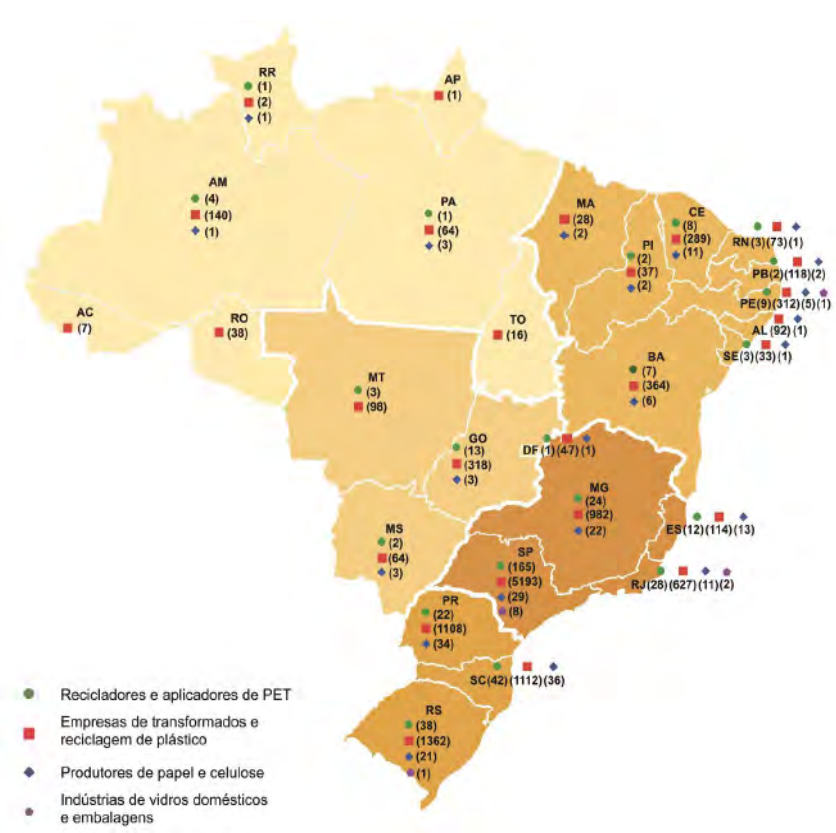 RR
(1)
(2)
(1)
AP
(1)
AM
(4)
(140)
(1)
PA
(1)
(64)
(3)
MA
(28)
(2)
PI
(2)
(37)
(2)
CE
(8)
(289)
(11)
RN(3)(73)(1)
PB(2)(118)(2)
PE(9)(312)(5)(1)
AL(92)(1)
SE(3)(33)(1)
AC
(7)
RO
(38)
TO
(16)
BA
(7)
(364)
(6)
MT
(3)
(98)
GO
(13)
(318)
(3)
DF(1)(47)(1)
MG
(24)
(982)
(22)
ES(12)(114)(13)
MS
(2)
(64)
(3)
SP
(165)
(5193)
(29)
(8)
RJ(28)(627)(11)(2)
PR
(22)
(1108)
(34)
SC(42)(1112)(36)
RS
(38)
(1362)
(21)
(1)
Recicladores e aplicadores de PET
Empresas de transformados e
reciclagem de plástico
Produtores de papel e celulose
Indústrias de vidros domésticos
e embalagens